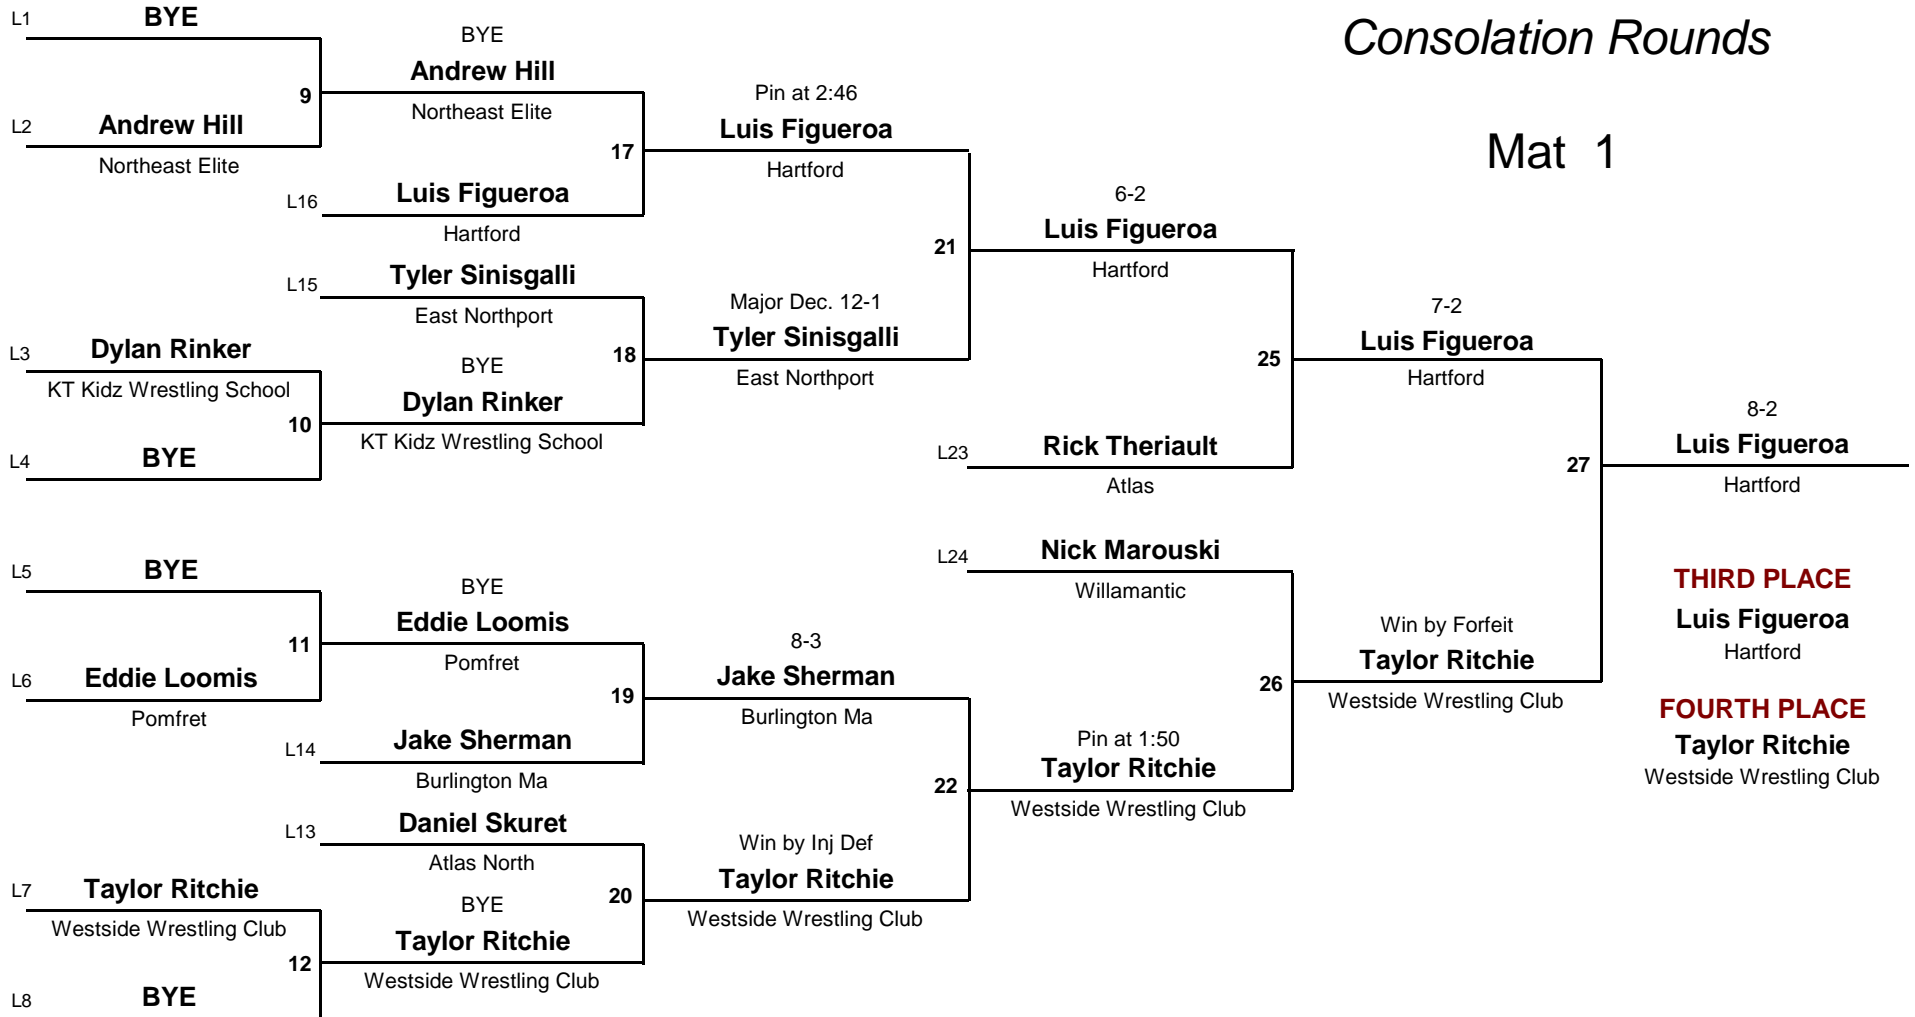 Consolation Rounds
Mat 1
L1
BYE
9
L2
Andrew Hill
Northeast Elite
L3
Dylan Rinker
KT Kidz Wrestling School
10
L4
BYE
L5
BYE
11
L6
Eddie Loomis
Pomfret
L7
Taylor Ritchie
Westside Wrestling Club
12
L8
BYE
BYE
Andrew Hill
Northeast Elite
17
L16
Luis Figueroa
Hartford
L15
Tyler Sinisgalli
East Northport
18
BYE
Dylan Rinker
KT Kidz Wrestling School
BYE
Eddie Loomis
Pomfret
19
L14
Jake Sherman
Burlington Ma
L13
Daniel Skuret
Atlas North
20
BYE
Taylor Ritchie
Westside Wrestling Club
Pin at 2:46
Luis Figueroa
Hartford
21
Major Dec. 12-1
Tyler Sinisgalli
East Northport
8-3
Jake Sherman
Burlington Ma
22
Win by Inj Def
Taylor Ritchie
Westside Wrestling Club
6-2
Luis Figueroa
Hartford
25
L23
Rick Theriault
Atlas
L24
Nick Marouski
Willamantic
26
Pin at 1:50
Taylor Ritchie
Westside Wrestling Club
7-2
Luis Figueroa
Hartford
27
Win by Forfeit
Taylor Ritchie
Westside Wrestling Club
8-2
Luis Figueroa
Hartford
THIRD PLACE
Luis Figueroa
Hartford
FOURTH PLACE
Taylor Ritchie
Westside Wrestling Club